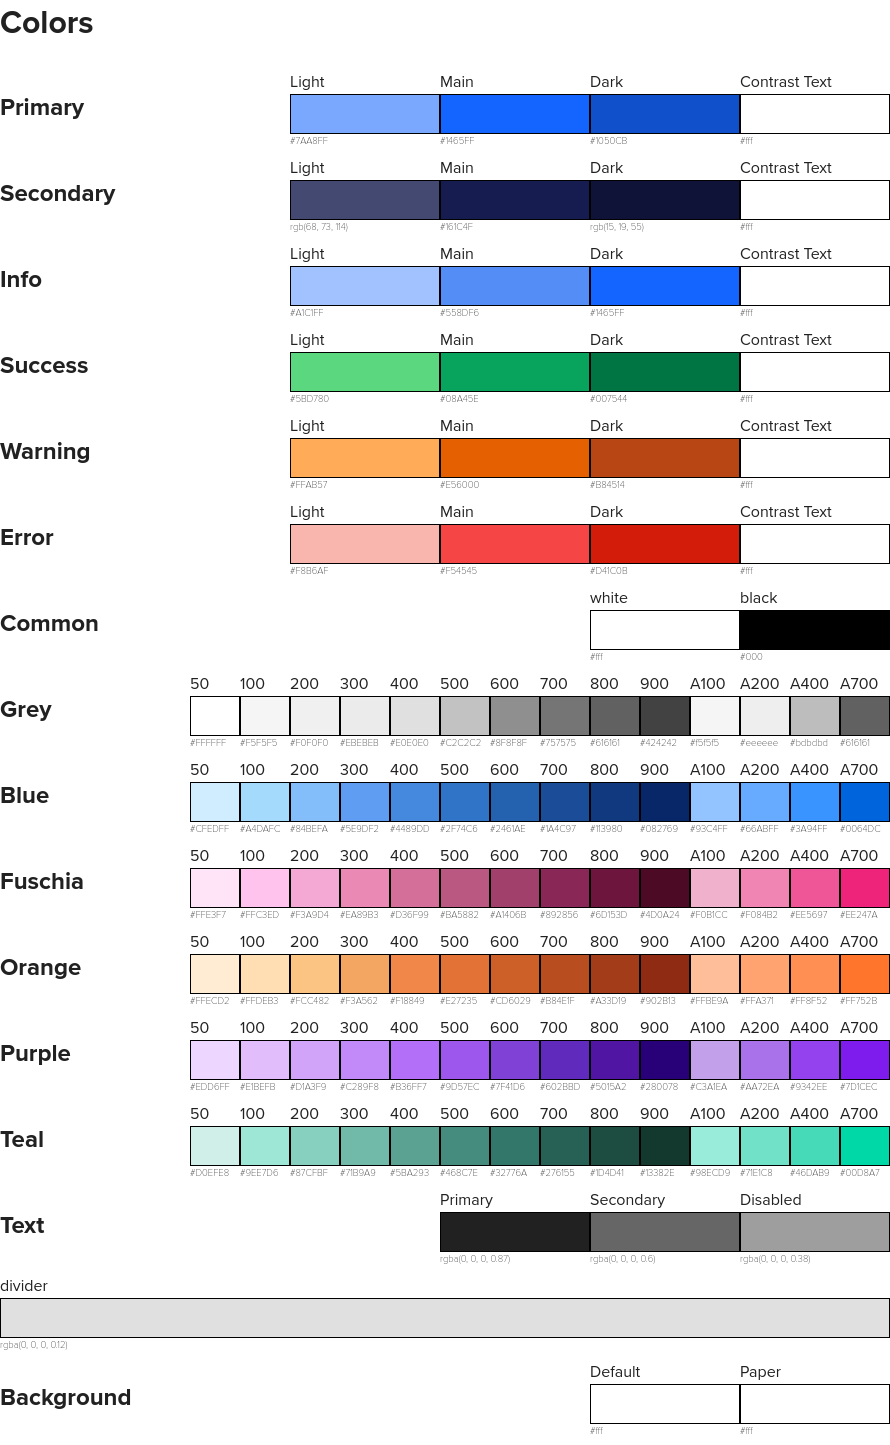 Colors
Light Main Dark Contrast Text
Primary
#7AA8FF #1465FF #1050CB #fff
Light Main Dark Contrast Text
Secondary
rgb(68, 73, 114) #161C4F rgb(15, 19, 55) #fff
Light Main Dark Contrast Text
Info
#A1C1FF #558DF6 #1465FF #fff
Light Main Dark Contrast Text
Success
#5BD780 #08A45E #007544 #fff
Light Main Dark Contrast Text
Warning
#FFAB57 #E56000 #B84514 #fff
Light Main Dark Contrast Text
Error
#F8B6AF #F54545 #D41C0B #fff
white black
Common
#fff #000
50 100 200 300 400 500 600 700 800 900 A100 A200 A400 A700
Grey
#FFFFFF #F5F5F5 #F0F0F0 #EBEBEB #E0E0E0 #C2C2C2 #8F8F8F #757575 #616161 #424242 #f5f5f5 #eeeeee #bdbdbd #616161
50 100 200 300 400 500 600 700 800 900 A100 A200 A400 A700
Blue
#CFEDFF #A4DAFC #84BEFA #5E9DF2 #4489DD #2F74C6 #2461AE #1A4C97 #113980 #082769 #93C4FF #66ABFF #3A94FF #0064DC
50 100 200 300 400 500 600 700 800 900 A100 A200 A400 A700
Fuschia
#FFE3F7 #FFC3ED #F3A9D4 #EA89B3 #D36F99 #BA5882 #A1406B #892856 #6D153D #4D0A24 #F0B1CC #F084B2 #EE5697 #EE247A
50 100 200 300 400 500 600 700 800 900 A100 A200 A400 A700
Orange
#FFECD2 #FFDEB3 #FCC482 #F3A562 #F18849 #E27235 #CD6029 #B84E1F #A33D19 #902B13 #FFBE9A #FFA371 #FF8F52 #FF752B
50 100 200 300 400 500 600 700 800 900 A100 A200 A400 A700
Purple
#EDD6FF #E1BEFB #D1A3F9 #C289F8 #B36FF7 #9D57EC #7F41D6 #602BBD #5015A2 #280078 #C3A1EA #AA72EA #9342EE #7D1CEC
50 100 200 300 400 500 600 700 800 900 A100 A200 A400 A700
Teal
#D0EFE8 #9EE7D6 #87CFBF #71B9A9 #5BA293 #468C7E #32776A #276155 #1D4D41 #13382E #98ECD9 #71E1C8 #46DAB9 #00D8A7
Primary Secondary Disabled
Text
rgba(0, 0, 0, 0.87) rgba(0, 0, 0, 0.6) rgba(0, 0, 0, 0.38)
divider
rgba(0, 0, 0, 0.12)
Default Paper
Background
#fff #fff